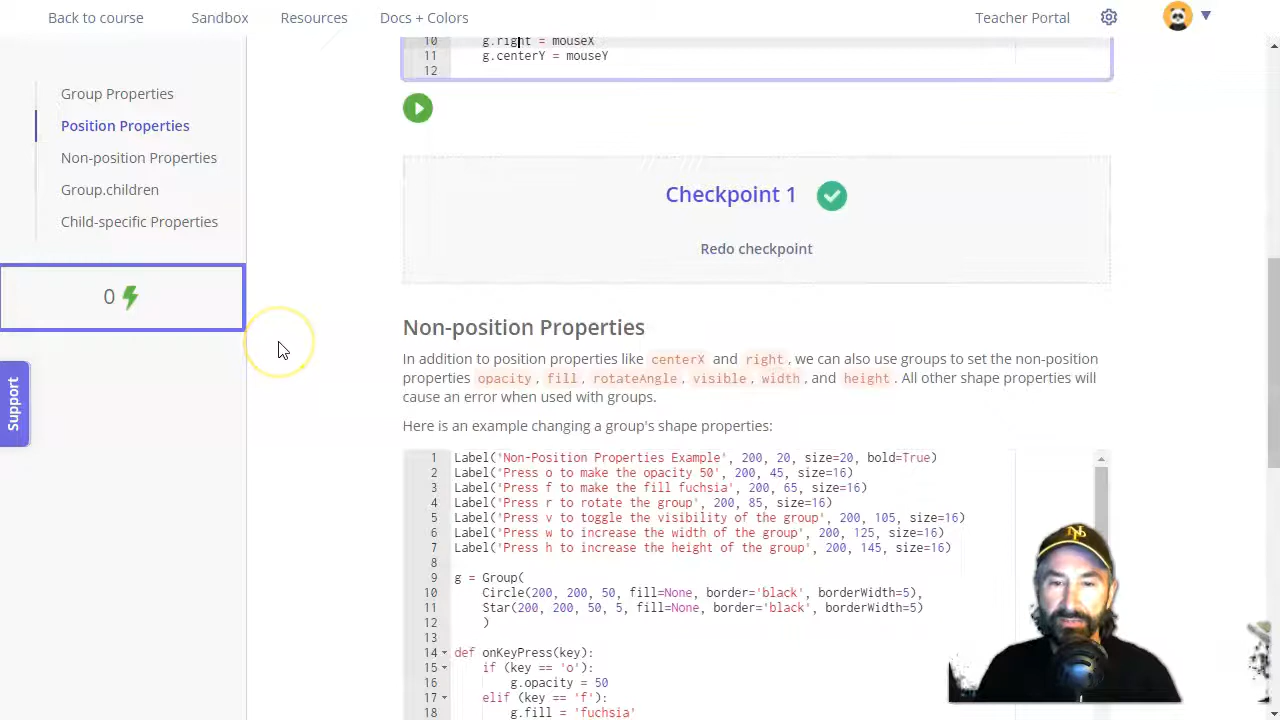 Back to course
Sandbox
Resources
Docs + Colors
Teacher Portal
Group Properties
Position Properties
Non-position Properties
Group.children
Child-specific Properties
0
Support
10 g.right = mouseX
11 g.centerY = mouseY
12
Checkpoint 1
Redo checkpoint
Non-position Properties
In addition to position properties like centerX and right, we can also use groups to set the non-position
properties opacity, fill, rotateAngle, visible, width, and height. All other shape properties will
cause an error when used with groups.
Here is an example changing a group's shape properties:
1 Label('Non-Position Properties Example', 200, 20, size=20, bold=True)
2 Label('Press o to make the opacity 50', 200, 45, size=16)
3 Label('Press f to make the fill fuchsia', 200, 65, size=16)
4 Label('Press r to rotate the group', 200, 85, size=16)
5 Label('Press v to toggle the visibility of the group', 200, 105, size=16)
6 Label('Press w to increase the width of the group', 200, 125, size=16)
7 Label('Press h to increase the height of the group', 200, 145, size=16)
8
9 g = Group(
10 Circle(200, 200, 50, fill=None, border='black', borderWidth=5),
11 Star(200, 200, 50, 5, fill=None, border='black', borderWidth=5)
12 )
13
14 def onKeyPress(key):
15 if (key == 'o'):
16 g.opacity = 50
17 elif (key == 'f'):
18 g.fill = 'fuchsia'